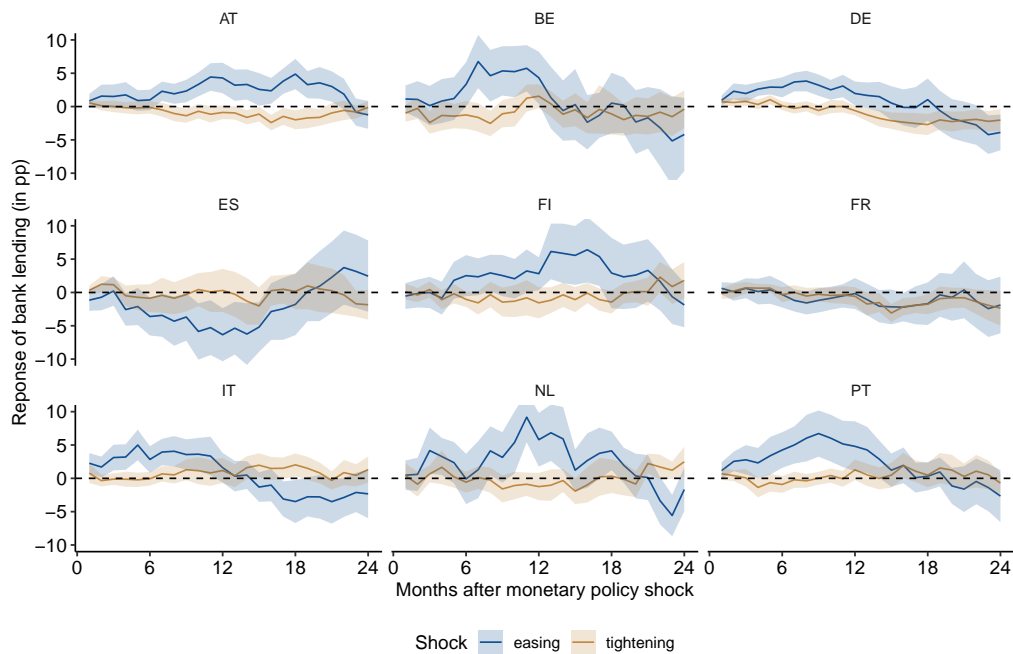 AT BE DE
10
5
0
−5
−10
ES FI FR
10
5
0
−5
−10
IT NL PT
10
5
0
−5
−10
0 6 12 18 24 0 6 12 18 24 0 6 12 18 24
Months after monetary policy shock
Reponse of bank lending (in pp)
Shock easing tightening